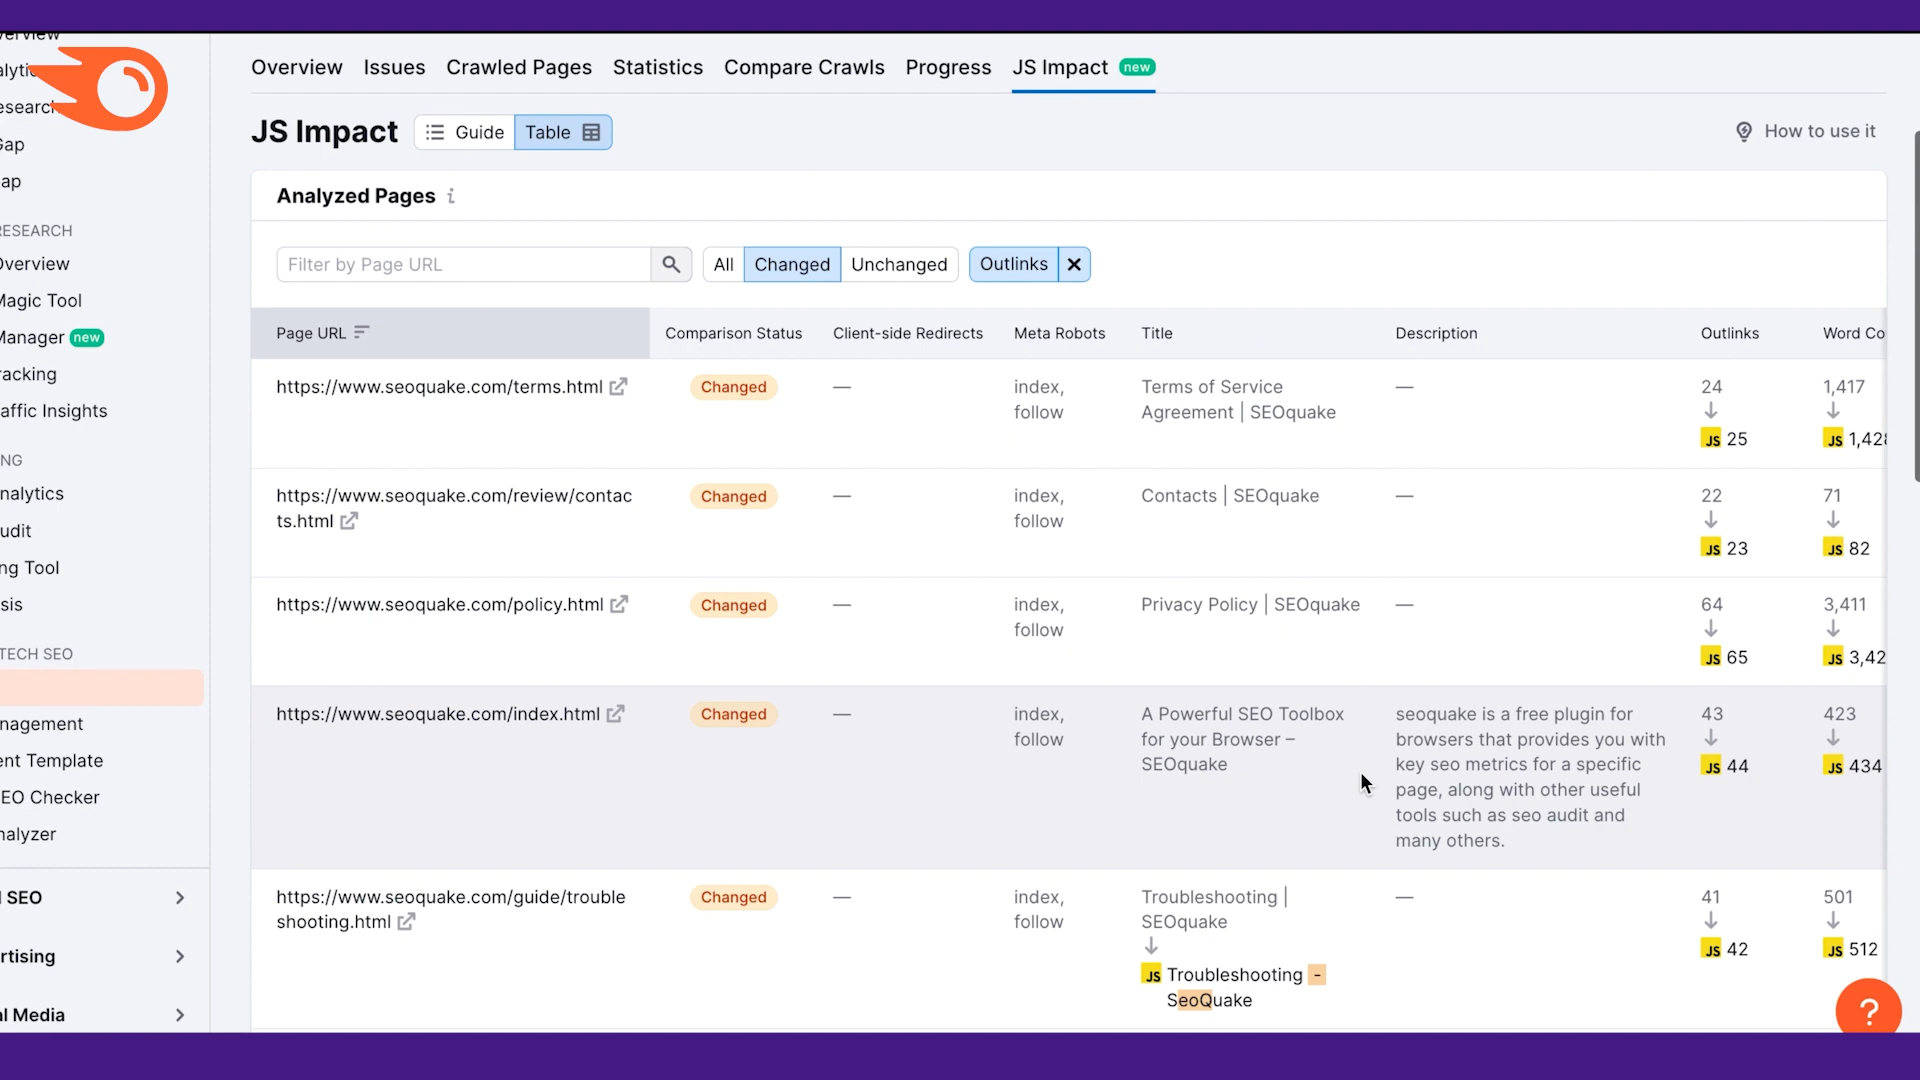 Overview Issues Crawled Pages Statistics Compare Crawls Progress JS Impact new
JS Impact Guide Table How to use it
Analyzed Pages i
Filter by Page URL All Changed Unchanged Outlinks
Page URL Comparison Status Client-side Redirects Meta Robots Title Description Outlinks Word Co
https://www.seoquake.com/terms.html Changed — index, Terms of Service — 24 1,417
follow Agreement | SEOquake
JS 25 JS 1,428
https://www.seoquake.com/review/contac Changed — index, Contacts | SEOquake — 22 71
ts.html follow
JS 23 JS 82
https://www.seoquake.com/policy.html Changed — index, Privacy Policy | SEOquake — 64 3,411
follow
JS 65 JS 3,42
https://www.seoquake.com/index.html Changed — index, A Powerful SEO Toolbox seoquake is a free plugin for 43 423
follow for your Browser – browsers that provides you with
SEOquake key seo metrics for a specific JS 44 JS 434
page, along with other useful
tools such as seo audit and
many others.
https://www.seoquake.com/guide/trouble Changed — index, Troubleshooting | — 41 501
shooting.html follow SEOquake
JS 42 JS 512
JS Troubleshooting -
SeoQuake
?
esearch
Gap
ap
RESEARCH
Overview
Magic Tool
Manager new
racking
affic Insights
NG
nalytics
udit
ng Tool
sis
TECH SEO
nagement
ent Template
EO Checker
nalyzer
SEO
rtising
l Media